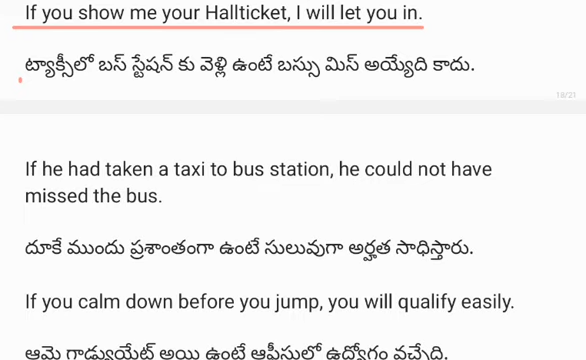 If you show me your Hallticket, I will let you in.
ట్యాక్సీలో బస్ స్టేషన్ కు వెళ్లి ఉంటే బస్సు మిస్ అయ్యేది కాదు.
18/21
If he had taken a taxi to bus station, he could not have
missed the bus.
దూకే ముందు ప్రశాంతంగా ఉంటే సులువుగా అర్హత సాధిస్తారు.
If you calm down before you jump, you will qualify easily.
ఆమె గ్రాడ్యుయేట్ అయి ఉంటే ఆఫీసులో ఉద్యోగం వచ్చేది.